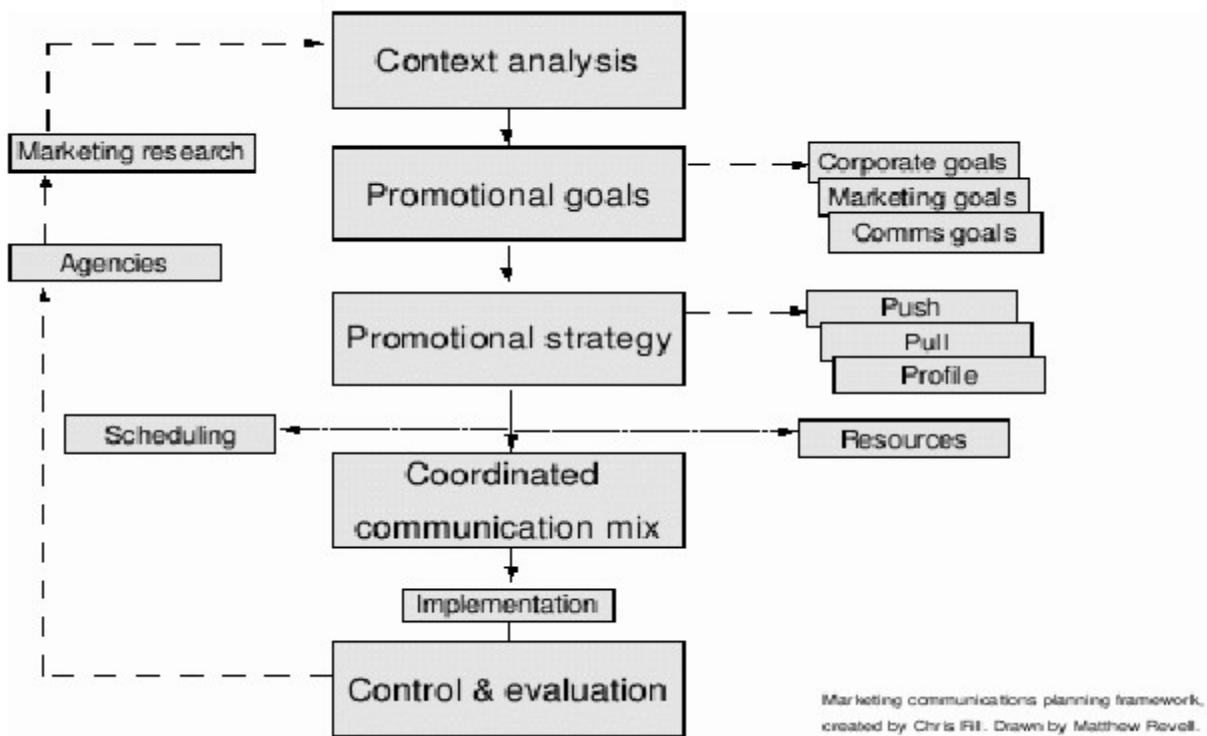 Context analysis
Marketing research
Promotional goals
Corporate goals
Marketing goals
Comms goals
Agencies
Promotional strategy
Push
Pull
Profile
Scheduling
Resources
Coordinated
communication mix
Implementation
Control & evaluation
Marketing communications planning framework,
created by Chris Fill. Drawn by Matthew Revell.